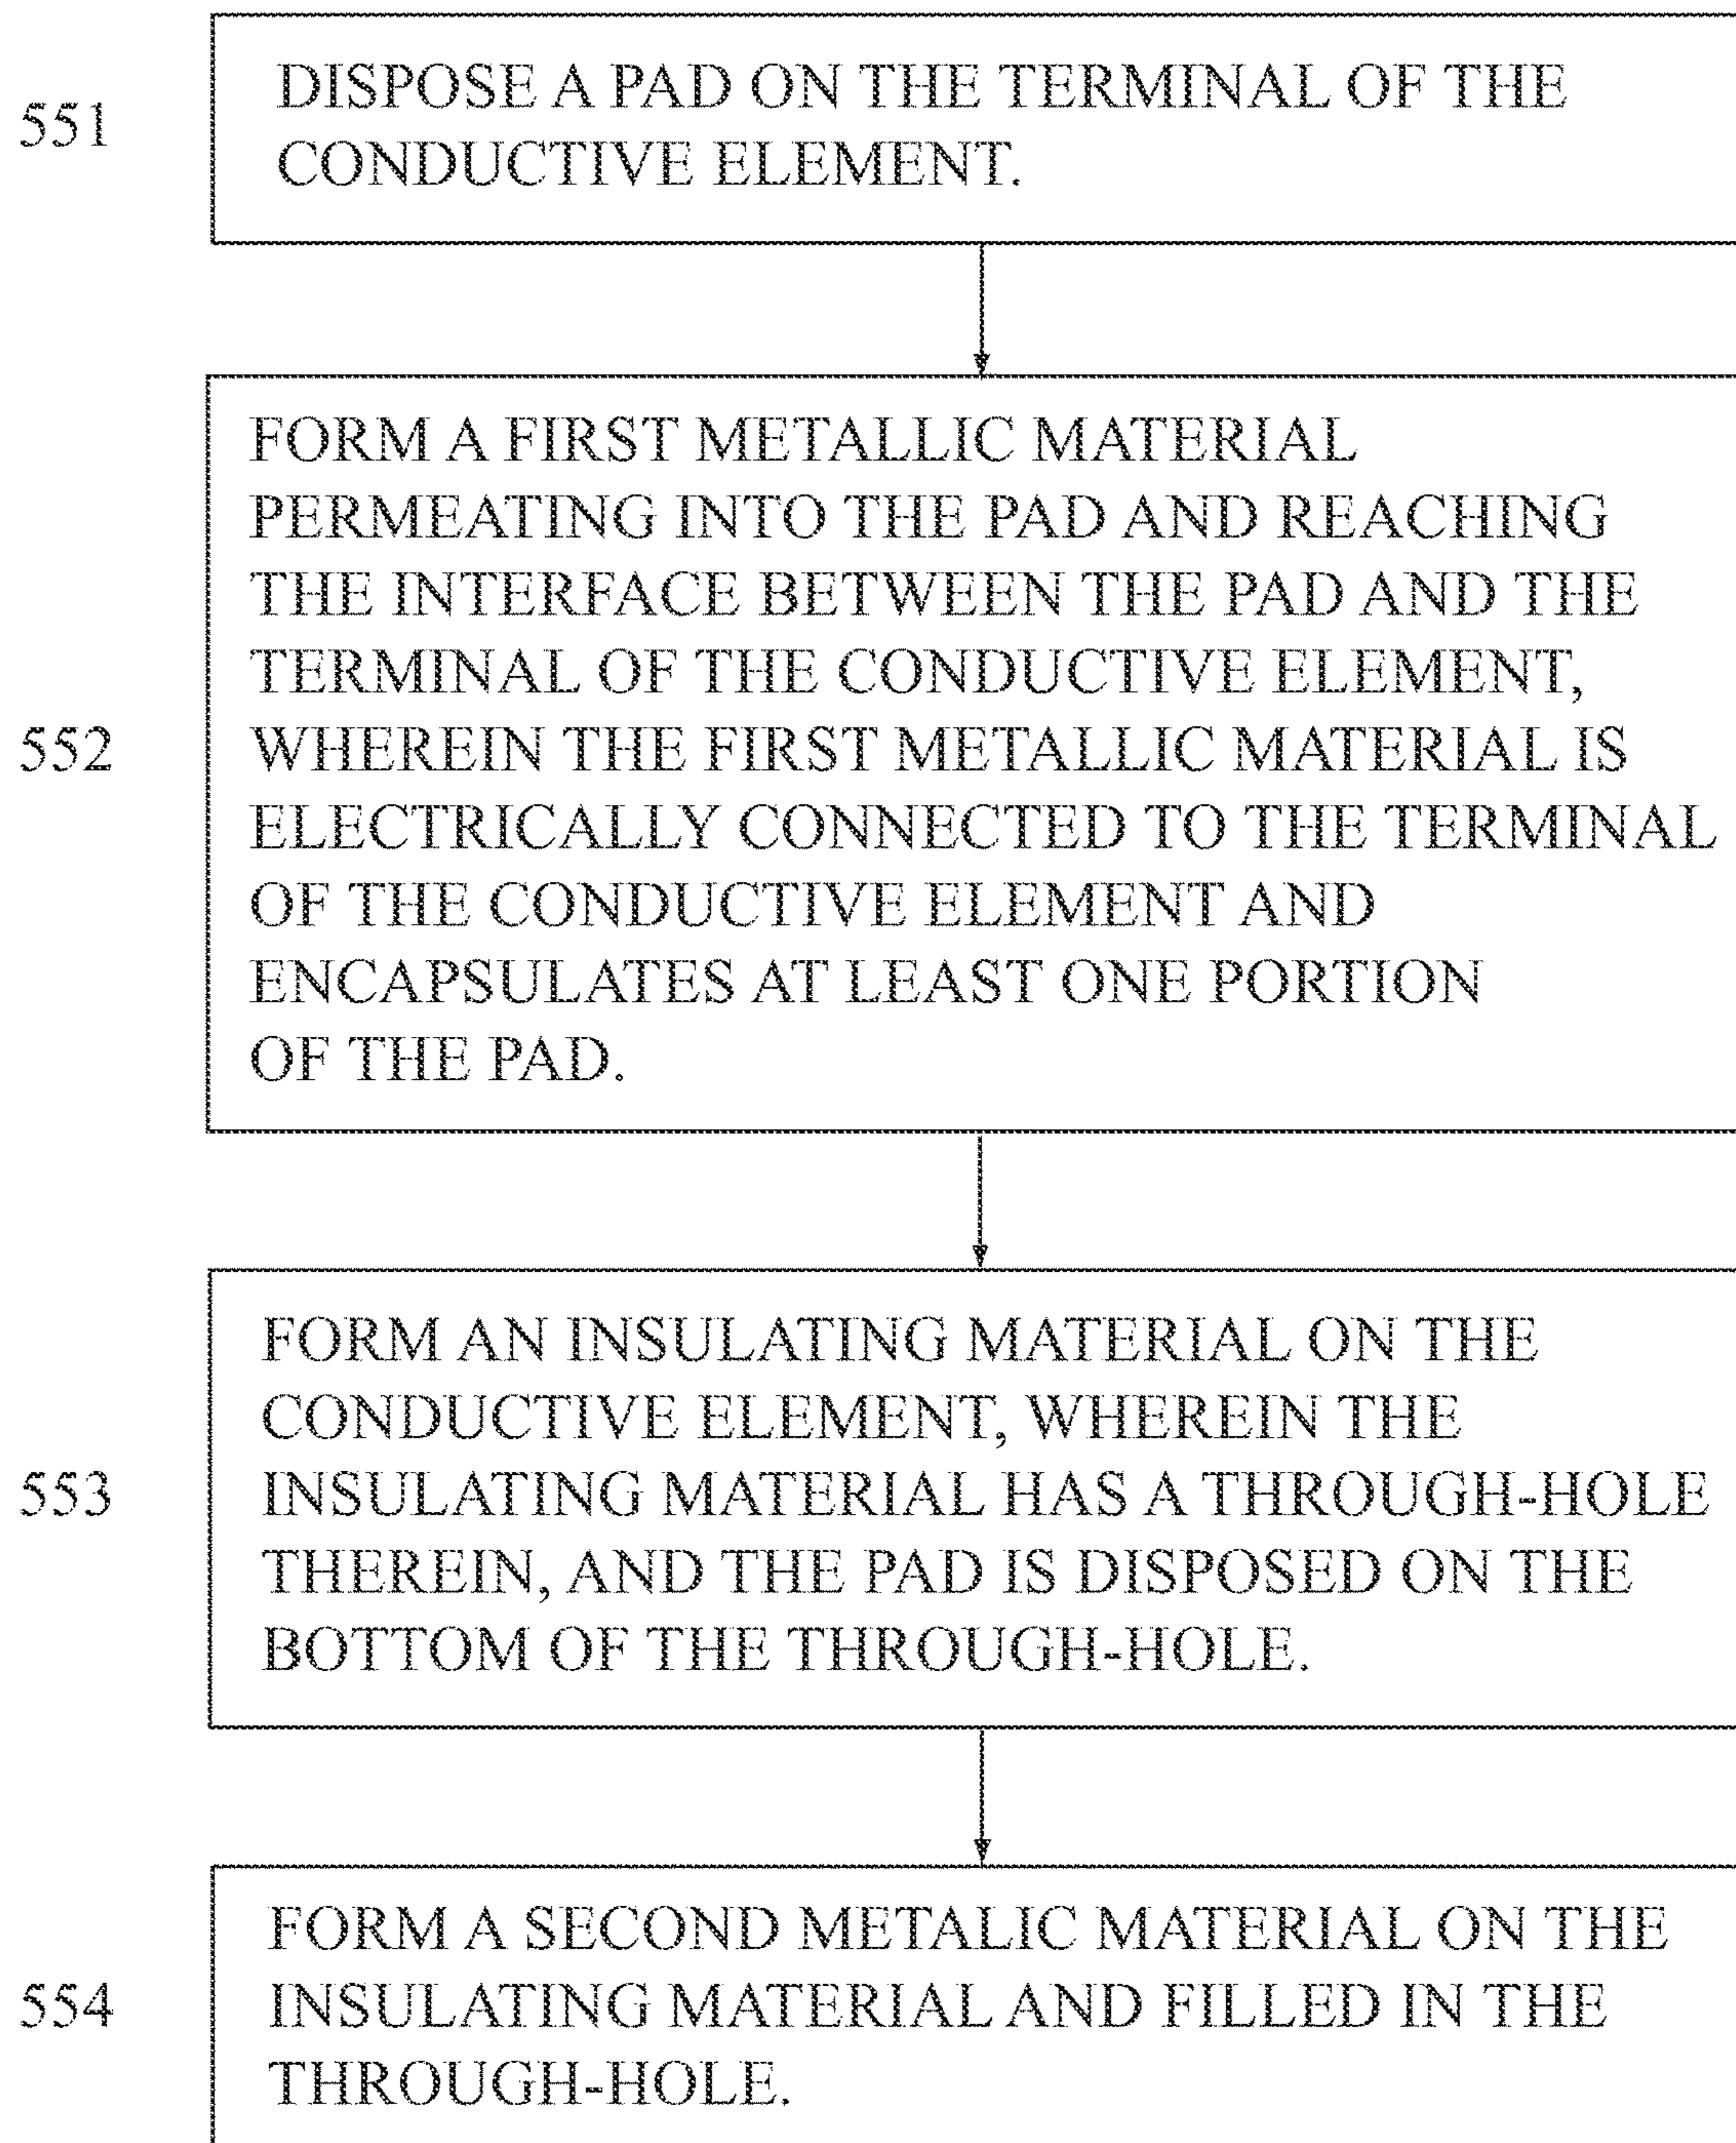 551
DISPOSE A PAD ON THE TERMINAL OF THE
CONDUCTIVE ELEMENT.
552
FORM A FIRST METALLIC MATERIAL
PERMEATING INTO THE PAD AND REACHING
THE INTERFACE BETWEEN THE PAD AND THE
TERMINAL OF THE CONDUCTIVE ELEMENT,
WHEREIN THE FIRST METALLIC MATERIAL IS
ELECTRICALLY CONNECTED TO THE TERMINAL
OF THE CONDUCTIVE ELEMENT AND
ENCAPSULATES AT LEAST ONE PORTION
OF THE PAD.
553
FORM AN INSULATING MATERIAL ON THE
CONDUCTIVE ELEMENT, WHEREIN THE
INSULATING MATERIAL HAS A THROUGH-HOLE
THEREIN, AND THE PAD IS DISPOSED ON THE
BOTTOM OF THE THROUGH-HOLE.
554
FORM A SECOND METALIC MATERIAL ON THE
INSULATING MATERIAL AND FILLED IN THE
THROUGH-HOLE.